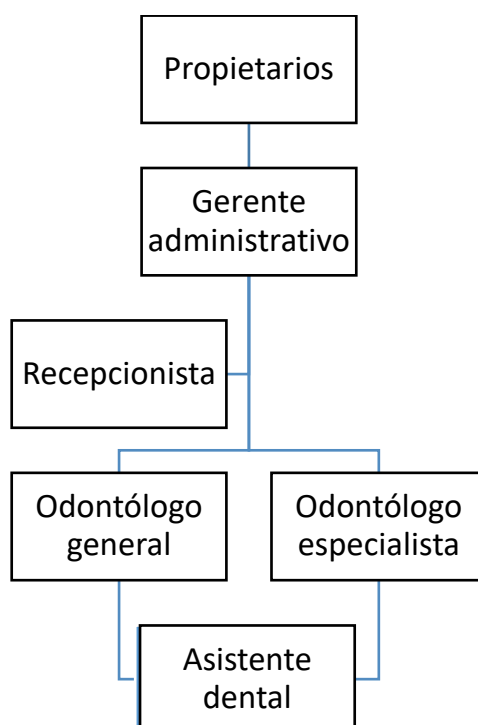 Propietarios
Gerente
administrativo
Recepcionista
Odontólogo
general
Odontólogo
especialista
Asistente
dental